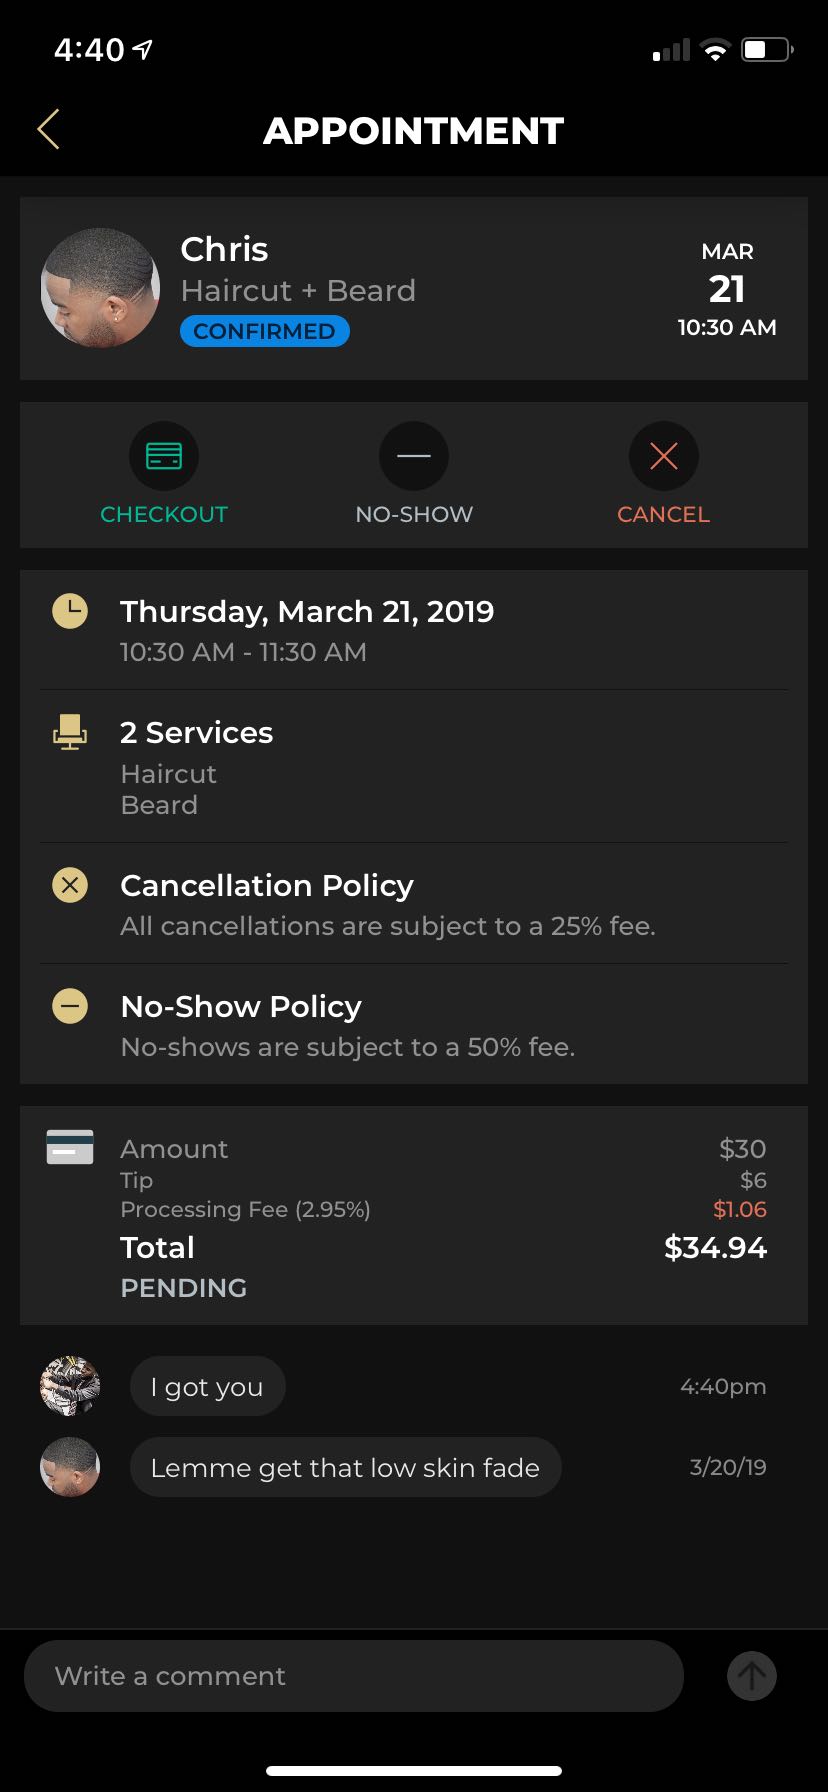 4:40
APPOINTMENT
Chris
Haircut + Beard
CONFIRMED
MAR
21
10:30 AM
CHECKOUT
NO-SHOW
CANCEL
Thursday, March 21, 2019
10:30 AM - 11:30 AM
2 Services
Haircut
Beard
Cancellation Policy
All cancellations are subject to a 25% fee.
No-Show Policy
No-shows are subject to a 50% fee.
Amount $30
Tip $6
Processing Fee (2.95%) $1.06
Total $34.94
PENDING
I got you 4:40pm
Lemme get that low skin fade 3/20/19
Write a comment